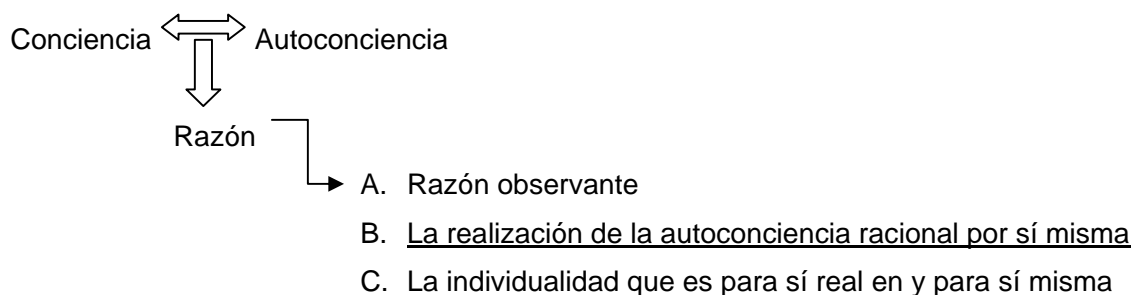 Conciencia Autoconciencia
Razón
A. Razón observante
B. La realización de la autoconciencia racional por sí misma
C. La individualidad que es para sí real en y para sí misma